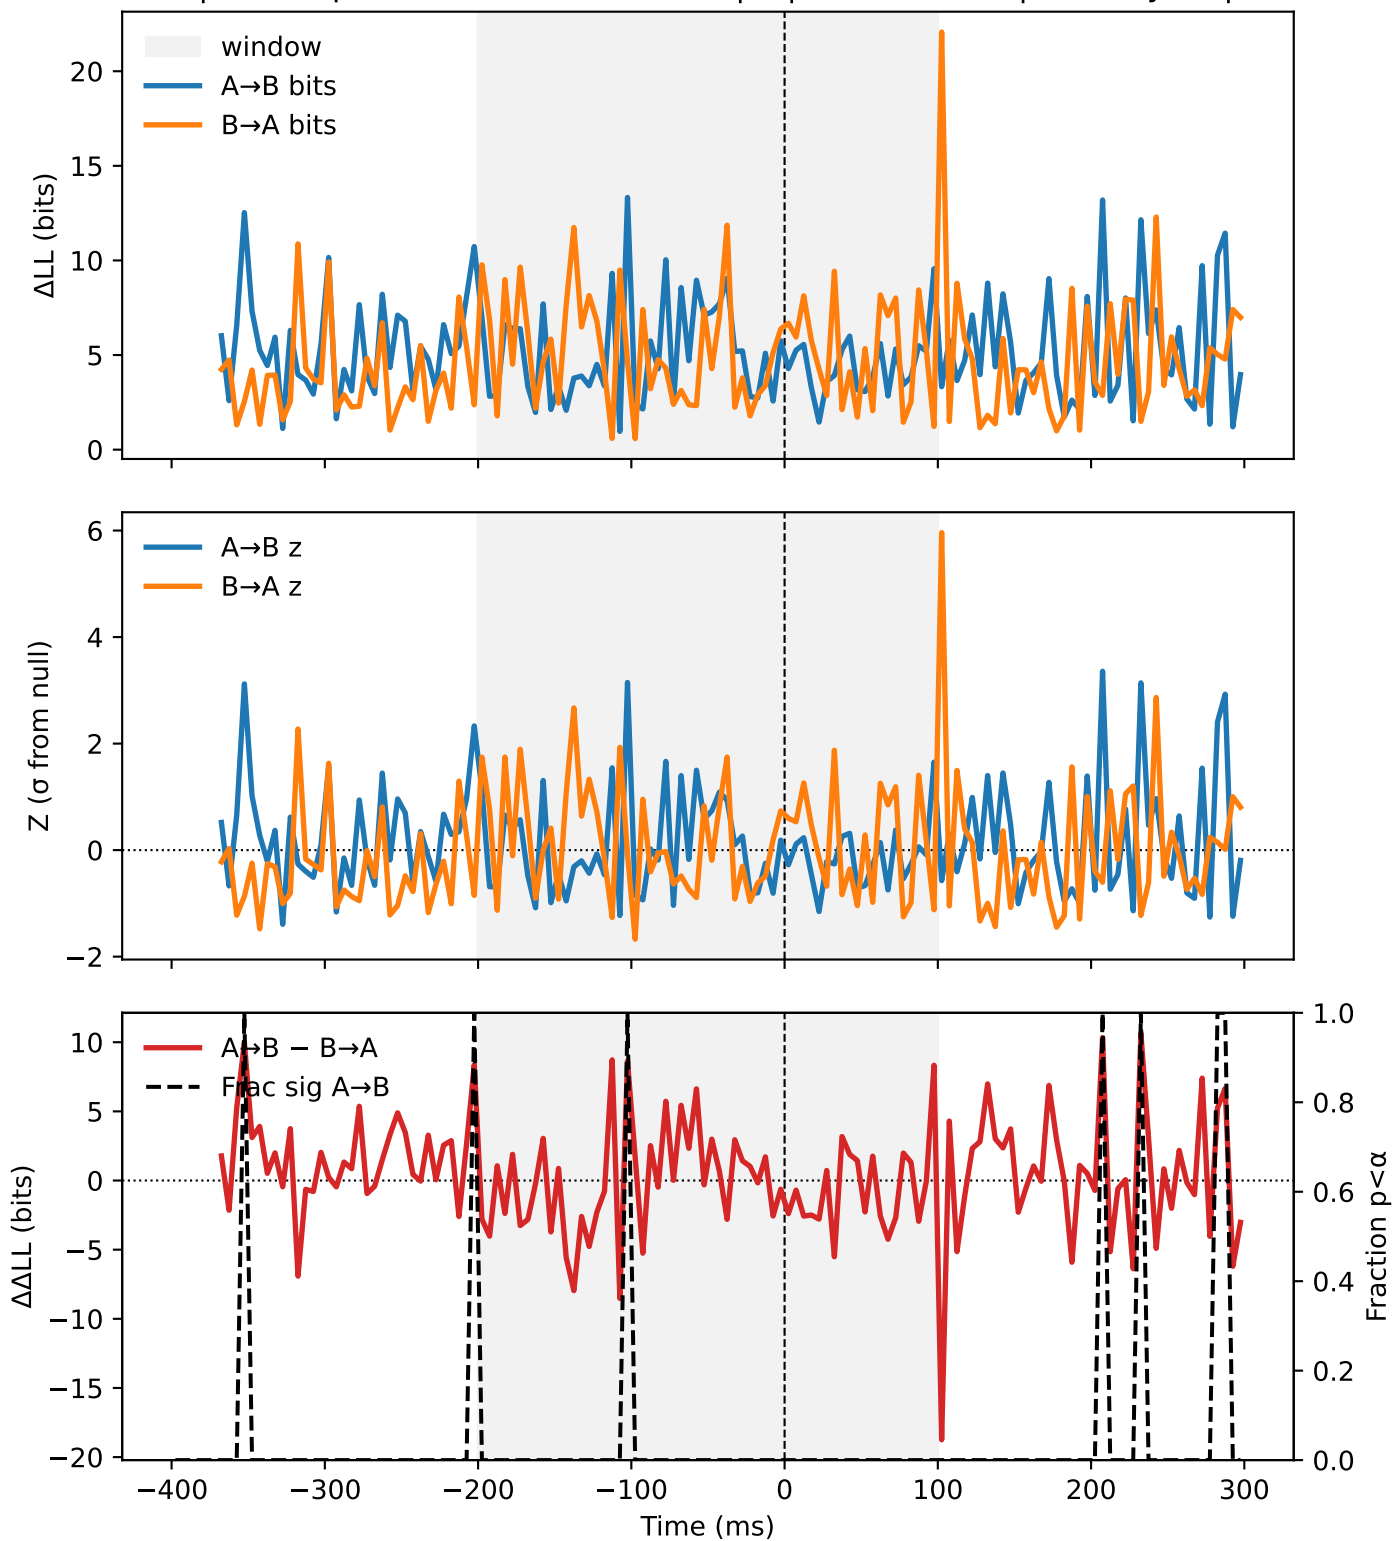 window
A→B bits
B→A bits
ΔLL (bits)
20
15
10
5
0
A→B z
B→A z
Z (σ from null)
6
4
2
0
−2
A→B − B→A
Frac sig A→B
ΔΔLL (bits)
10
5
0
−5
−10
−15
−20
1.0
0.8
0.6
0.4
0.2
0.0
Fraction p<α
−400 −300 −200 −100 0 100 200 300
Time (ms)